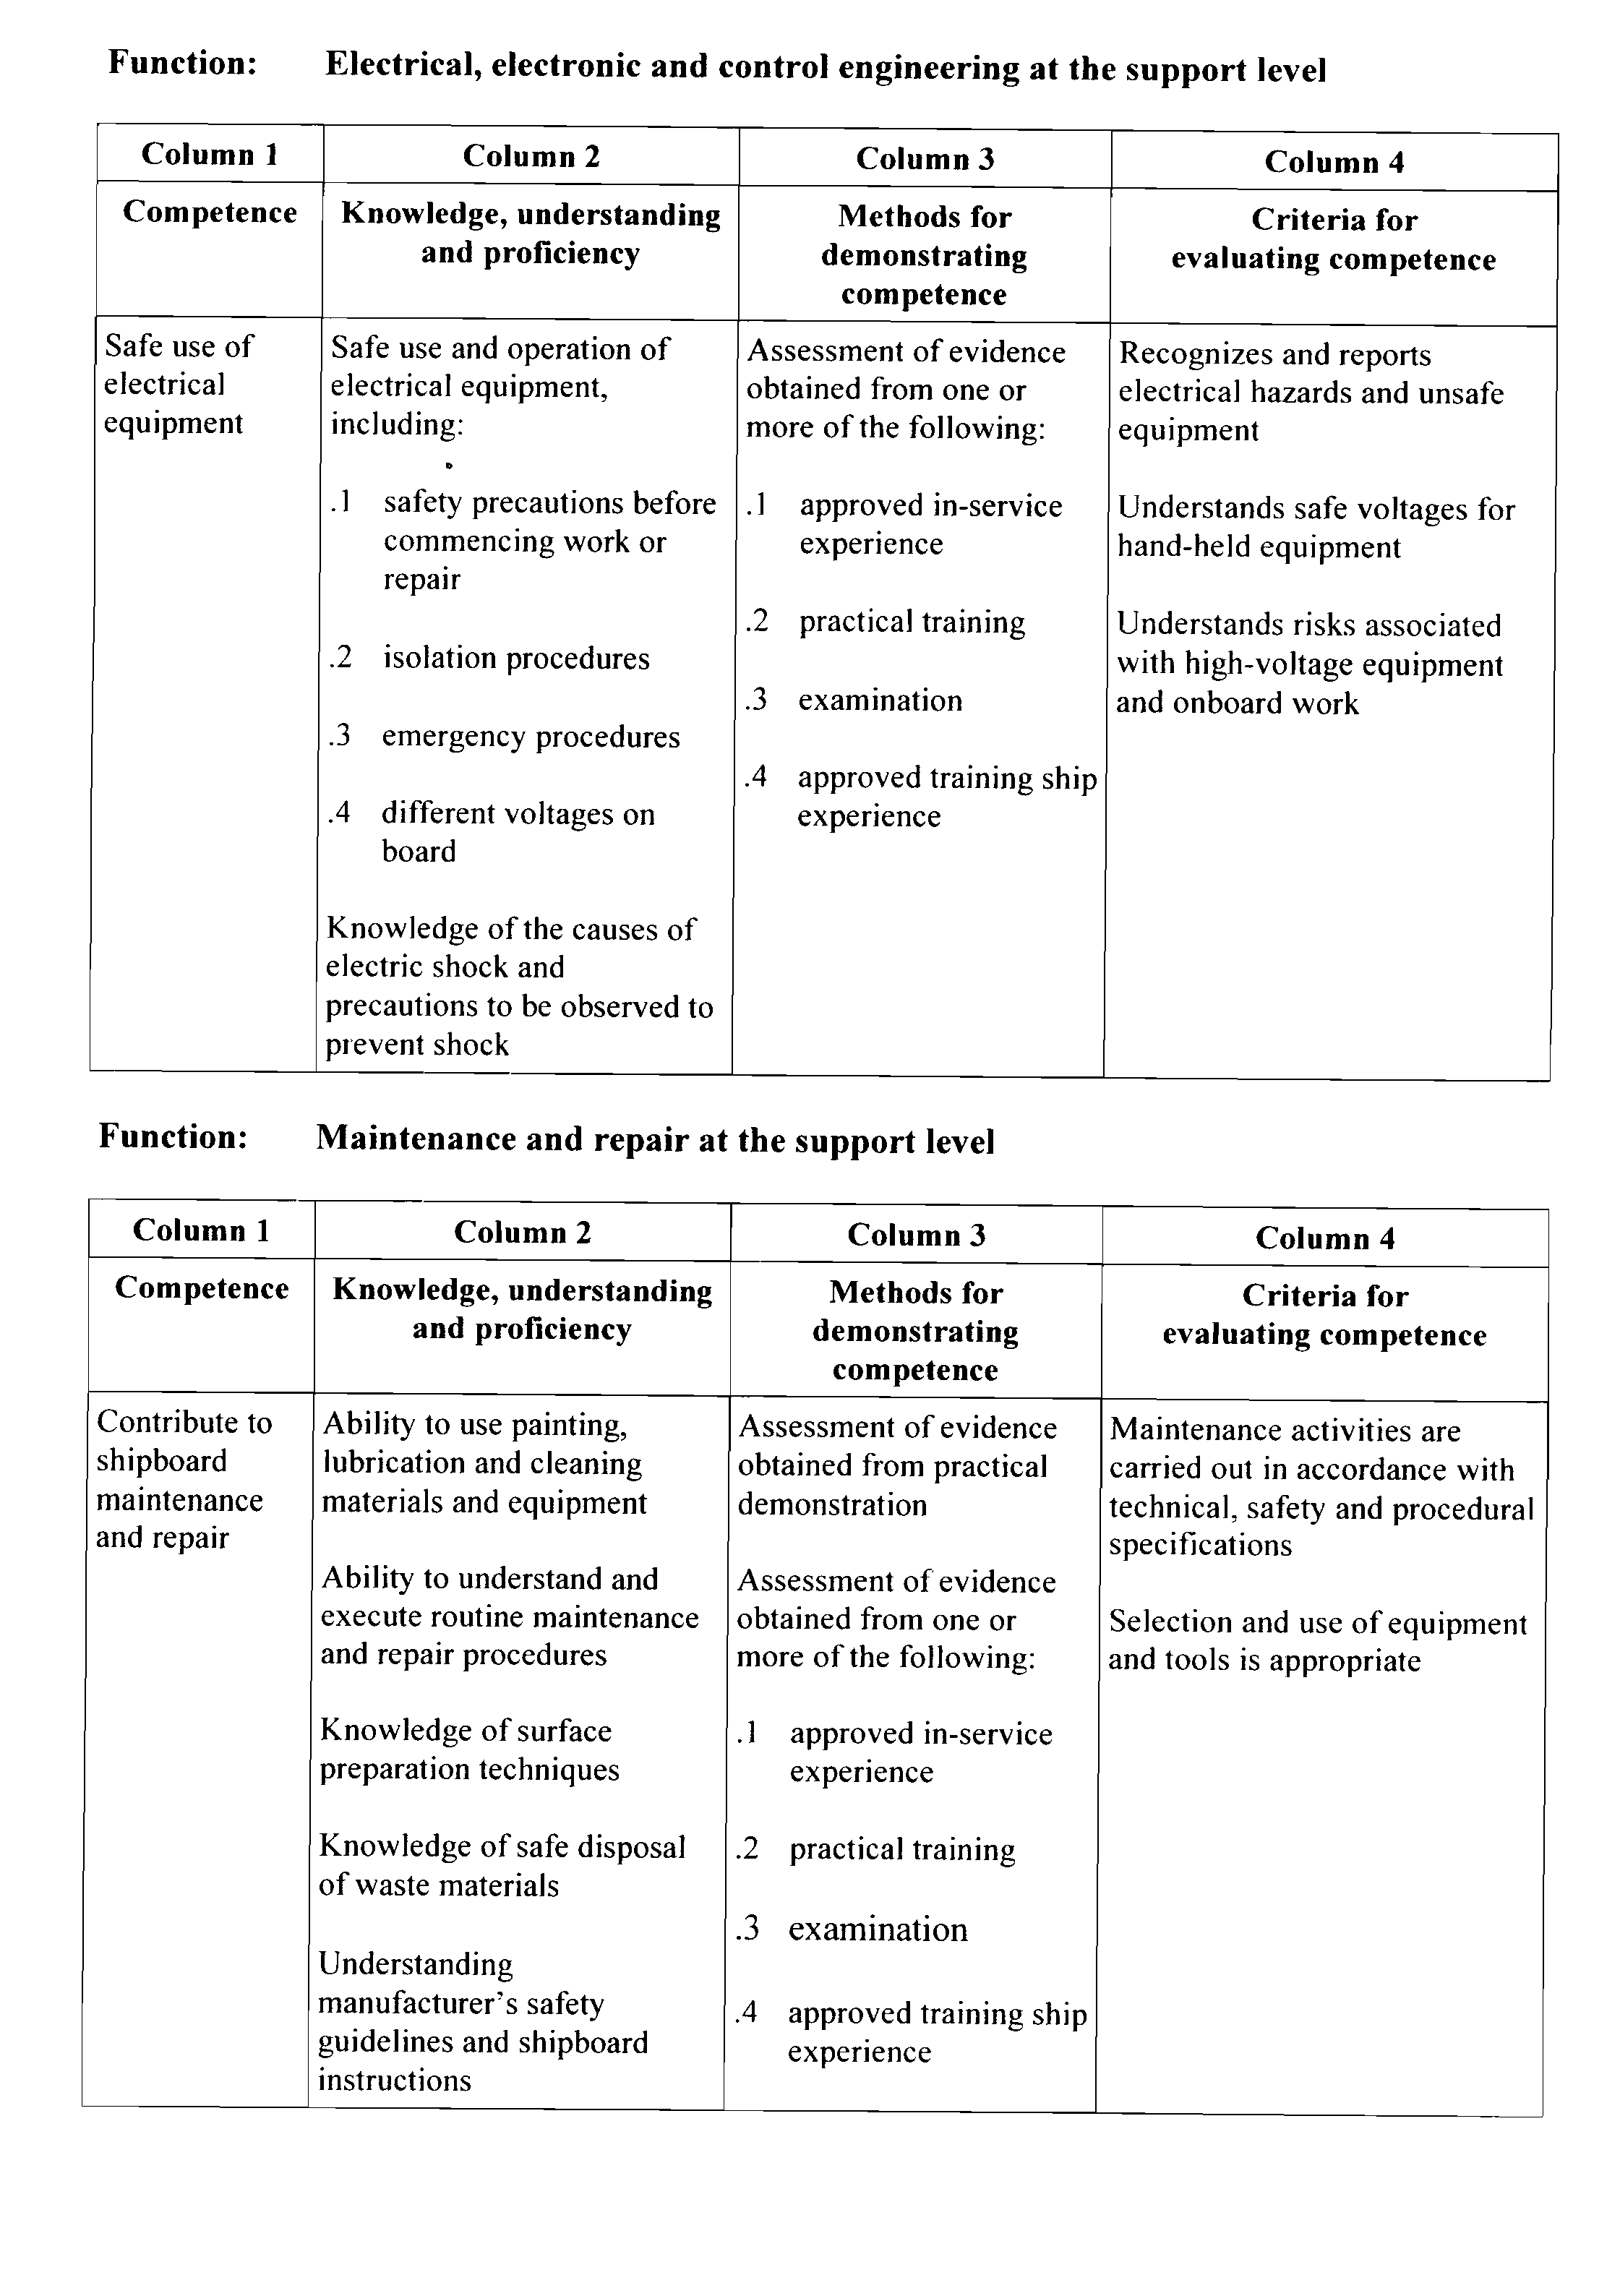 Function: Electrical, electronic and control engineering at the support level
Column 1
Column 2
Column 3
Column 4
Competence
Knowledge, understanding
and proficiency
Methods for
demonstrating
competence
Criteria for
evaluating competence
Safe use of
electrical
equipment
Safe use and operation of
electrical equipment,
including:
.1 safety precautions before
commencing work or
repair
.2 isolation procedures
.3 emergency procedures
.4 different voltages on
board
Knowledge of the causes of
electric shock and
precautions to be observed to
prevent shock
Assessment of evidence
obtained from one or
more of the following:
.1 approved in-service
experience
.2 practical training
.3 examination
.4 approved training ship
experience
Recognizes and reports
electrical hazards and unsafe
equipment
Understands safe voltages for
hand-held equipment
Understands risks associated
with high-voltage equipment
and onboard work
Function: Maintenance and repair at the support level
Column 1
Column 2
Column 3
Column 4
Competence
Knowledge, understanding
and proficiency
Methods for
demonstrating
competence
Criteria for
evaluating competence
Contribute to
shipboard
maintenance
and repair
Ability to use painting,
lubrication and cleaning
materials and equipment
Ability to understand and
execute routine maintenance
and repair procedures
Knowledge of surface
preparation techniques
Knowledge of safe disposal
of waste materials
Understanding
manufacturer's safety
guidelines and shipboard
instructions
Assessment of evidence
obtained from practical
demonstration
Assessment of evidence
obtained from one or
more of the following:
.1 approved in-service
experience
.2 practical training
.3 examination
.4 approved training ship
experience
Maintenance activities are
carried out in accordance with
technical, safety and procedural
specifications
Selection and use of equipment
and tools is appropriate